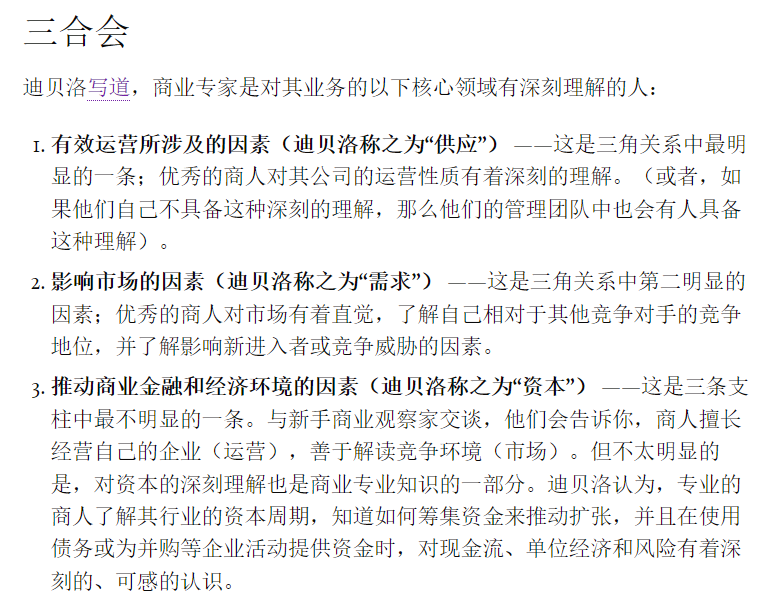 三合会
迪贝洛写道，商业专家是对其业务的以下核心领域有深刻理解的人：
1. 有效运营所涉及的因素（迪贝洛称之为“供应”） ——这是三角关系中最明
显的一条；优秀的商人对其公司的运营性质有着深刻的理解。（或者，如
果他们自己不具备这种深刻的理解，那么他们的管理团队中也会有人具备
这种理解）。
2. 影响市场的因素（迪贝洛称之为“需求”） ——这是三角关系中第二明显的
因素；优秀的商人对市场有着直觉，了解自己相对于其他竞争对手的竞争
地位，并了解影响新进入者或竞争威胁的因素。
3. 推动商业金融和经济环境的因素（迪贝洛称之为“资本”） ——这是三条支
柱中最不明显的一条。与新手商业观察家交谈，他们会告诉你，商人擅长
经营自己的企业（运营），善于解读竞争环境（市场）。但不太明显的
是，对资本的深刻理解也是商业专业知识的一部分。迪贝洛认为，专业的
商人了解其行业的资本周期，知道如何筹集资金来推动扩张，并且在使用
债务或为并购等企业活动提供资金时，对现金流、单位经济和风险有着深
刻的、可感的认识。